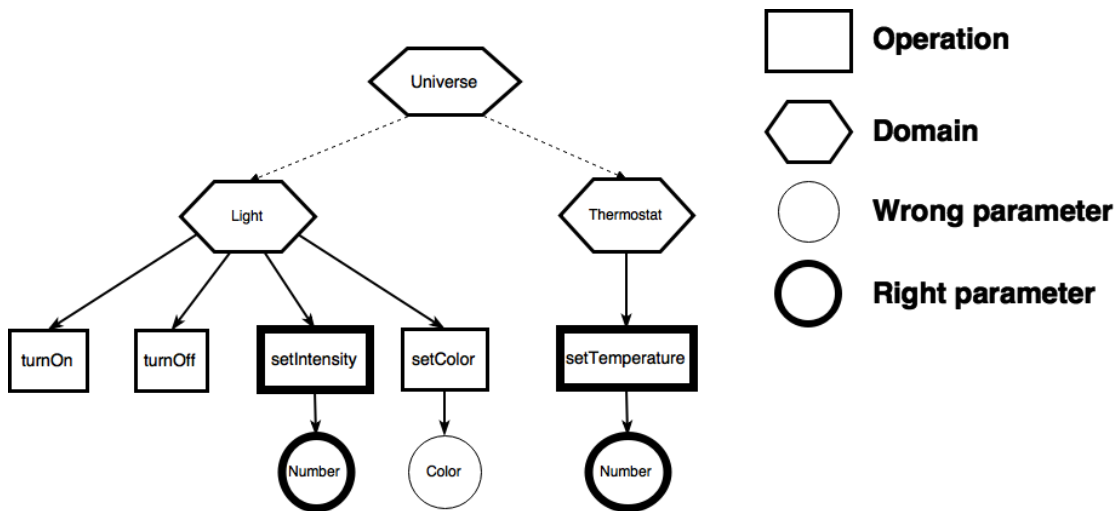 Universe
Light
Thermostat
turnOn
turnOff
setIntensity
setColor
setTemperature
Number
Color
Number
Operation
Domain
Wrong parameter
Right parameter